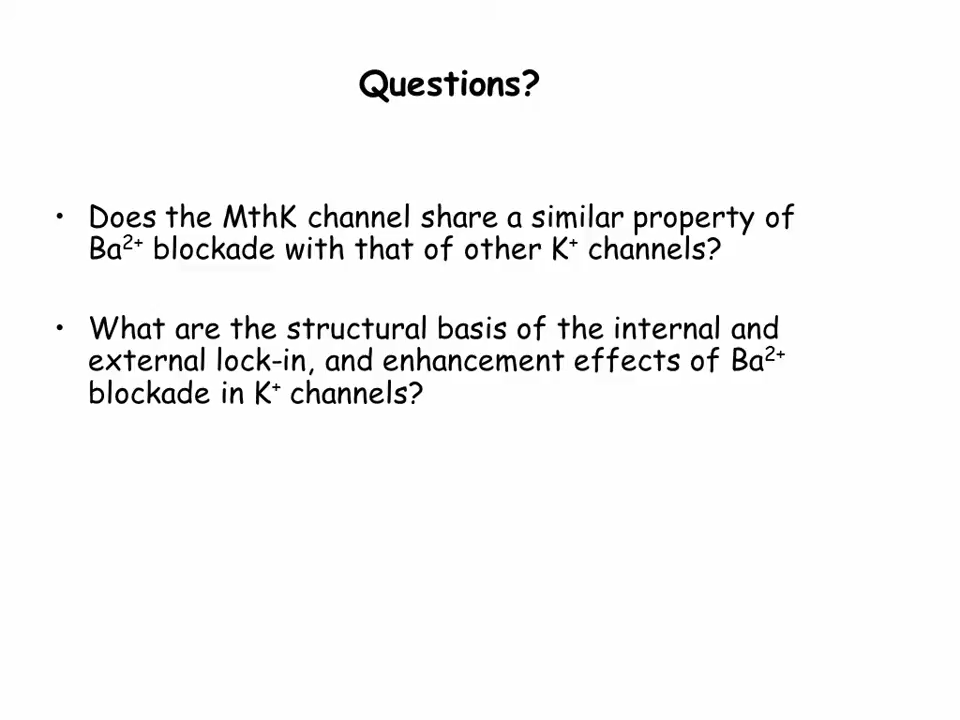 Questions?
• Does the MthK channel share a similar property of
Ba²⁺ blockade with that of other K⁺ channels?
• What are the structural basis of the internal and
external lock-in, and enhancement effects of Ba²⁺
blockade in K⁺ channels?